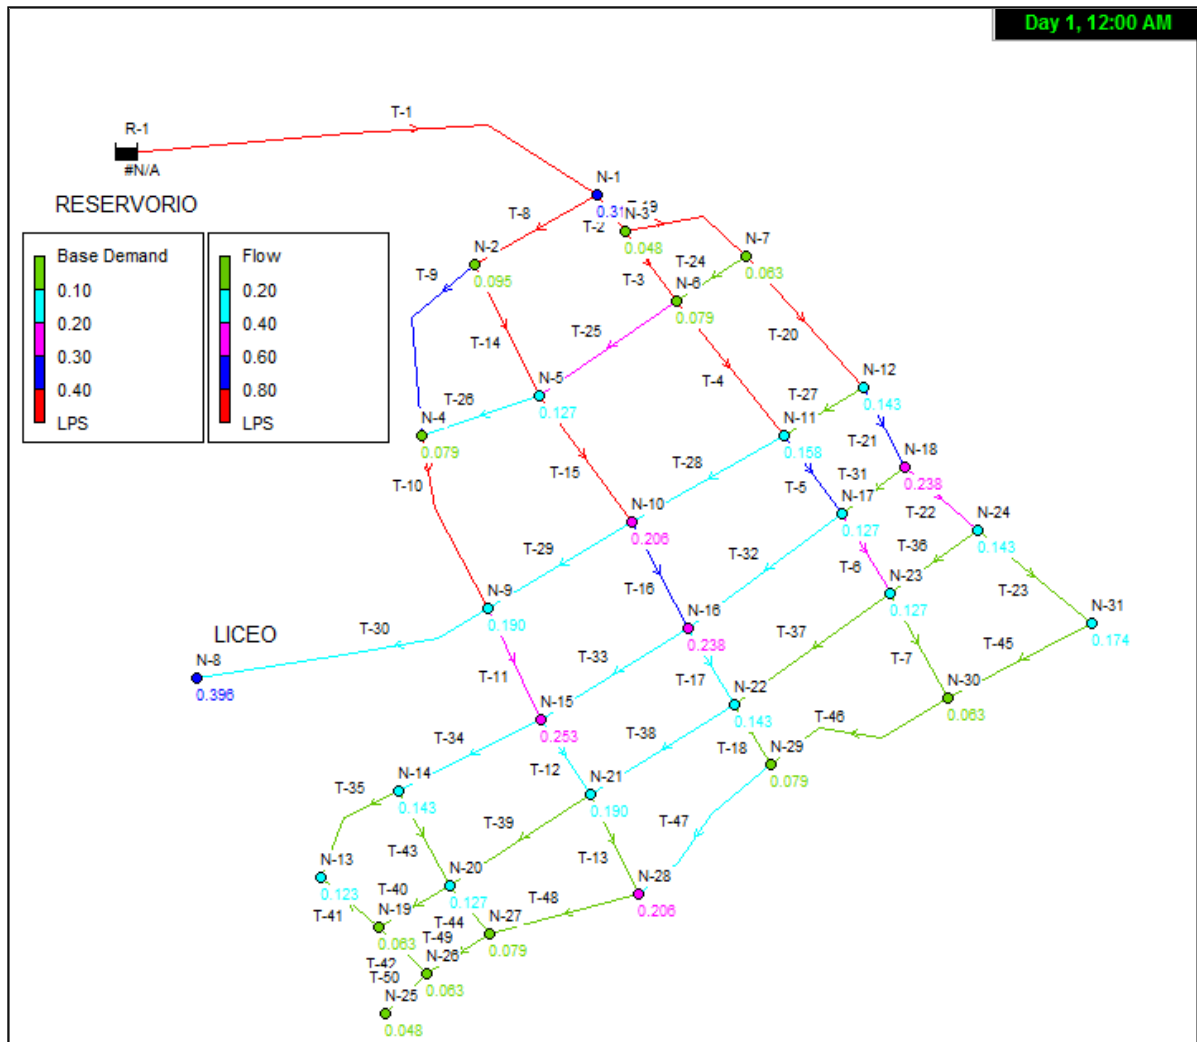 Day 1, 12:00 AM
T-1
R-1
#N/A
RESERVORIO
N-1
0.31
T-8
T-2
N-3
0.048
N-2
0.095
T-9
N-7
0.063
T-24
T-3
N-6
0.079
Base Demand
0.10
0.20
0.30
0.40
LPS
Flow
0.20
0.40
0.60
0.80
LPS
T-14
T-25
T-20
T-4
N-5
0.127
T-26
N-4
0.079
N-12
0.143
T-27
N-11
0.158
T-21
N-18
0.238
T-31
T-10
T-15
T-28
T-5
N-17
0.127
T-22
N-24
0.143
N-10
0.206
T-29
T-16
T-32
T-6
T-36
N-23
0.127
T-23
N-9
0.190
N-16
0.238
N-31
0.174
LICEO
T-30
N-8
0.396
T-11
T-33
T-17
T-37
T-7
T-45
N-22
0.143
N-30
0.063
N-15
0.253
T-34
T-12
T-38
T-18
T-46
N-29
0.079
N-14
0.143
N-21
0.190
T-35
T-43
T-39
T-13
T-47
N-13
0.123
N-20
0.127
N-28
0.206
T-40
T-41
N-19
0.063
T-44
N-27
0.079
T-48
T-49
T-42
N-26
0.063
T-50
N-25
0.048